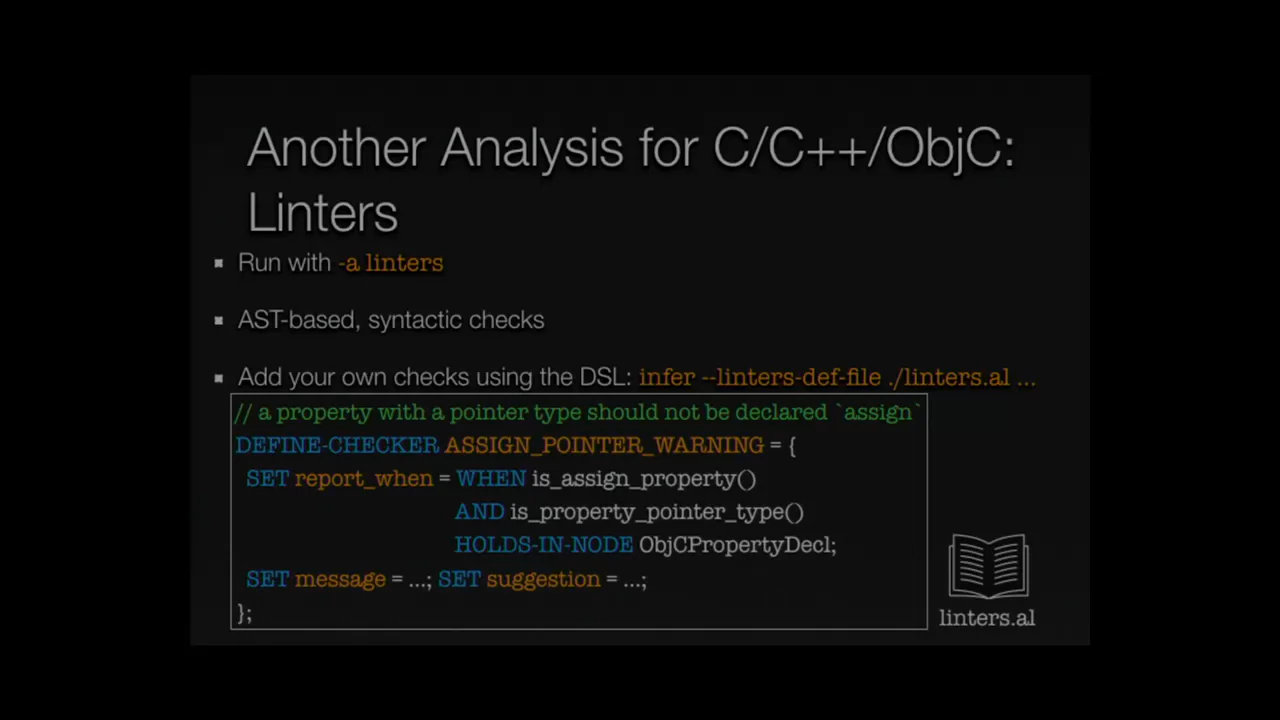 Another Analysis for C/C++/ObjC:
Linters
Run with -a linters
AST-based, syntactic checks
Add your own checks using the DSL: infer --linters-def-file ./linters.al ...
// a property with a pointer type should not be declared `assign`
DEFINE-CHECKER ASSIGN_POINTER_WARNING = {
SET report_when = WHEN is_assign_property()
AND is_property_pointer_type()
HOLDS-IN-NODE ObjCPropertyDecl;
SET message = ...; SET suggestion = ...;
};
linters.al